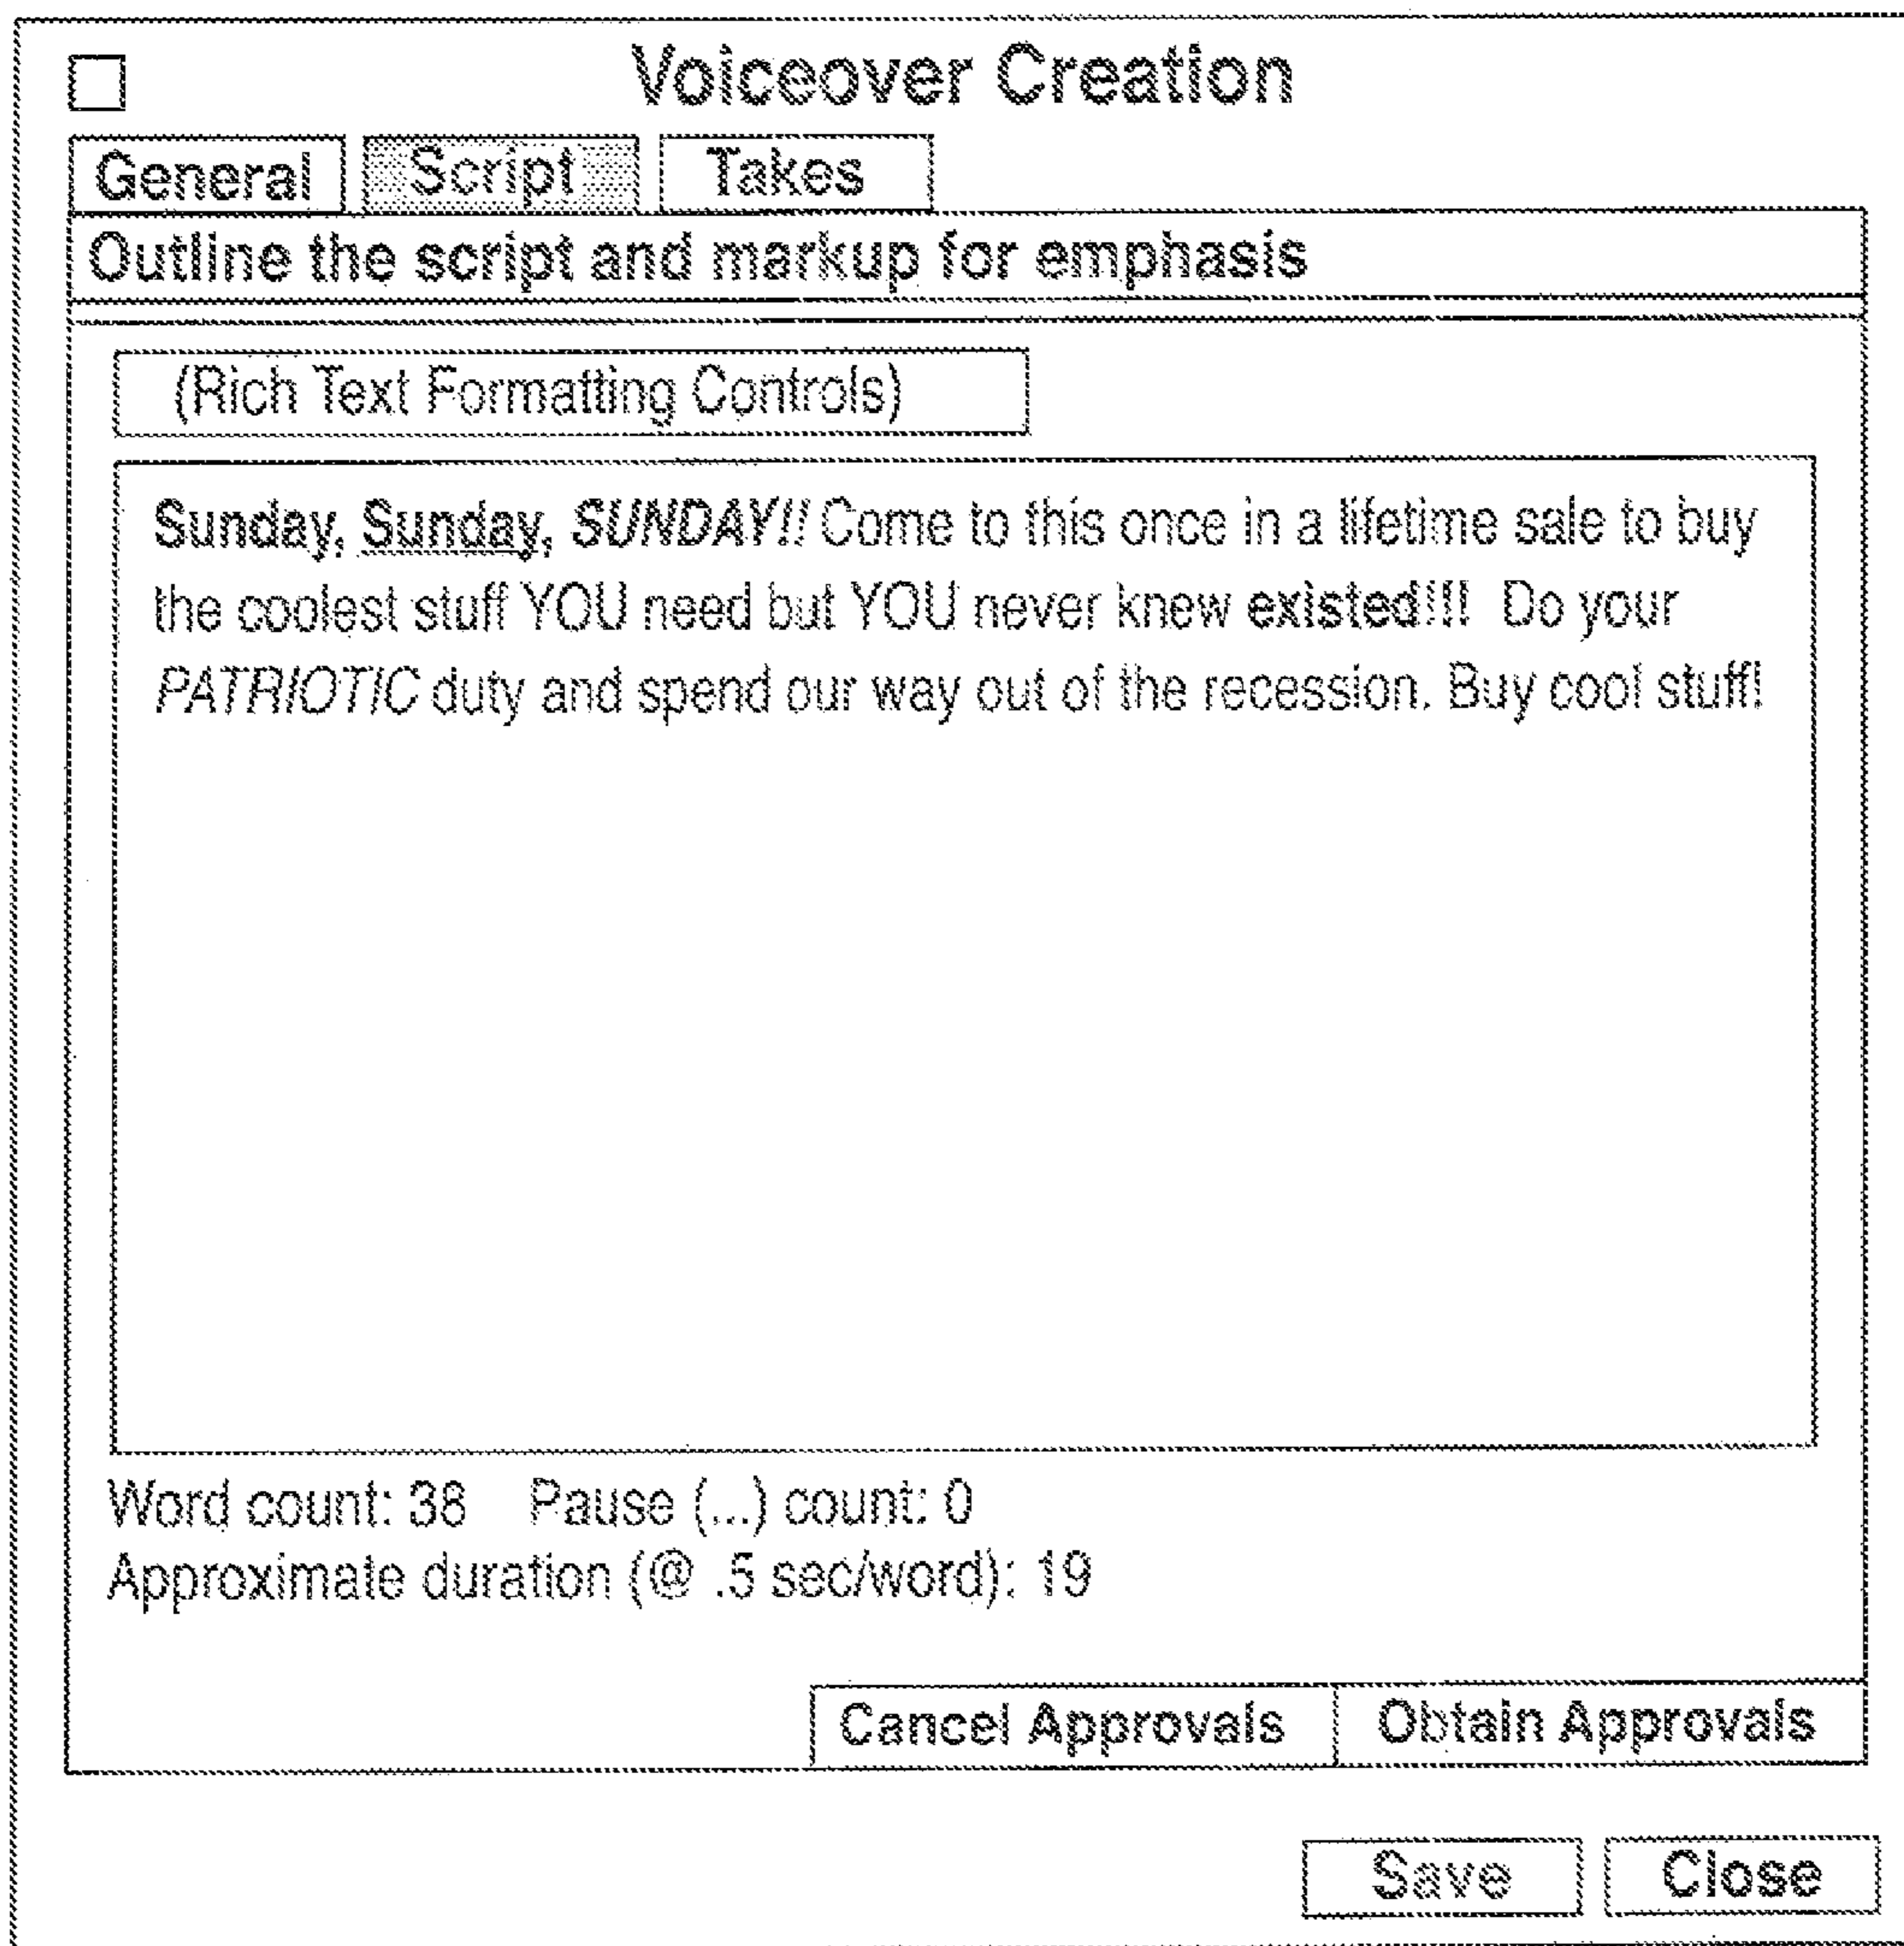 Voiceover Creation
General Script Takes
Outline the script and markup for emphasis
(Rich Text Formatting Controls)
Sunday, Sunday, SUNDAY!! Come to this once in a lifetime sale to buy
the coolest stuff YOU need but YOU never knew existed!!! Do your
PATRIOTIC duty and spend our way out of the recession. Buy cool stuff!
Word count: 38 Pause (...) count: 0
Approximate duration (@ .5 sec/word): 19
Cancel Approvals Obtain Approvals
Save Close